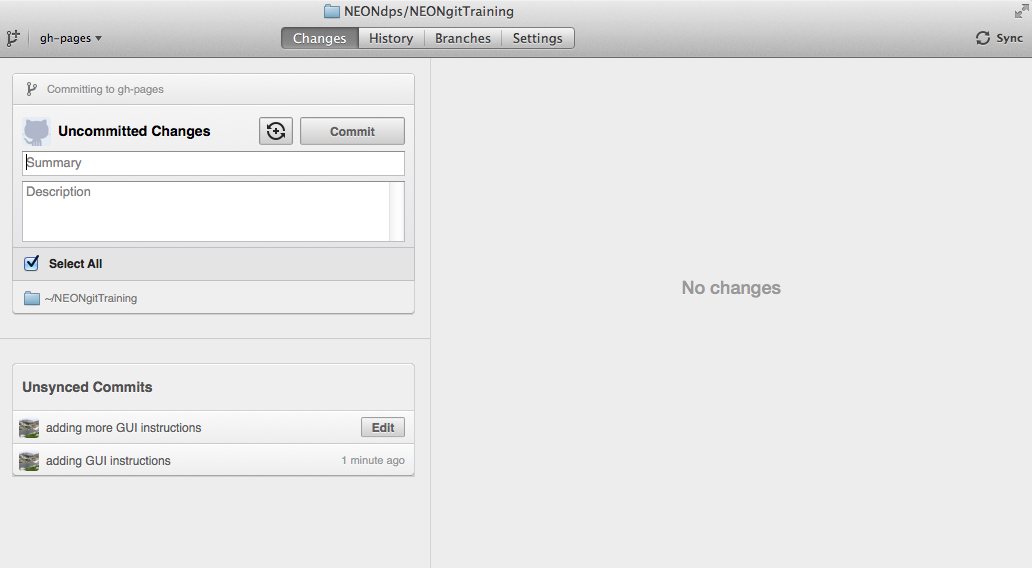 NEONdps/NEONgitTraining
gh-pages
Changes History Branches Settings
Sync
Committing to gh-pages
Uncommitted Changes
Commit
Summary
Description
Select All
~/NEONgitTraining
No changes
Unsynced Commits
adding more GUI instructions
Edit
adding GUI instructions
1 minute ago